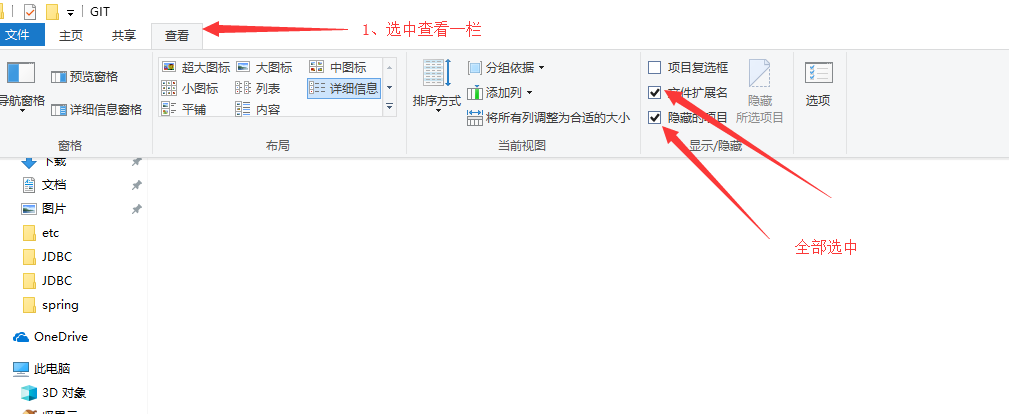 GIT
文件 主页 共享 查看 1、选中查看一栏
预览窗格 超大图标 大图标 中图标 分组依据 项目复选框
导航窗格 小图标 列表 详细信息 排序方式 添加列 文件扩展名 隐藏 选项
详细信息窗格 平铺 内容 将所有列调整为合适的大小 隐藏的项目 所选项目
窗格 布局 当前视图 显示/隐藏
下载
文档
图片
etc
全部选中
JDBC
JDBC
spring
OneDrive
此电脑
3D 对象